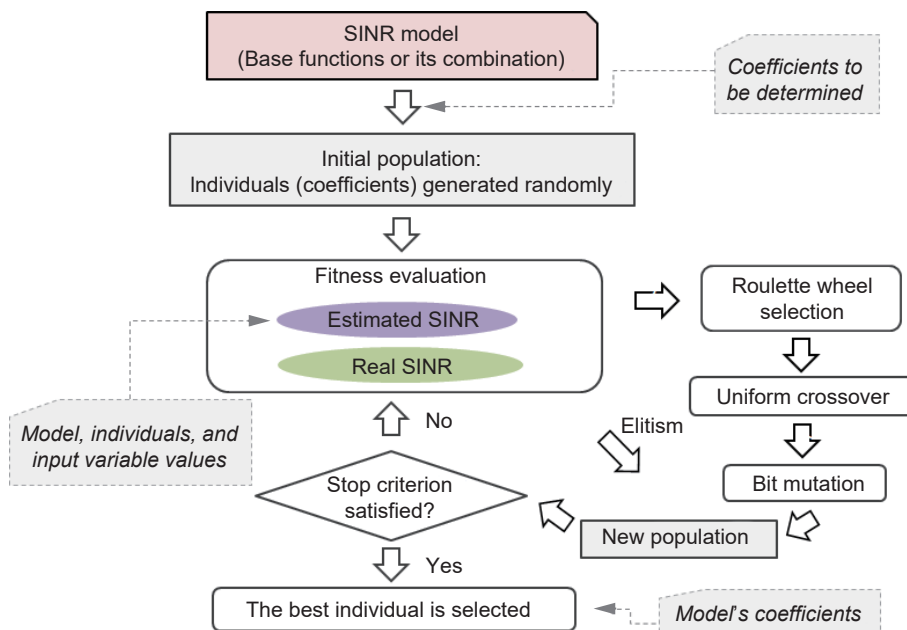 SINR model
(Base functions or its combination)
Coefficients to
be determined
Initial population:
Individuals (coefficients) generated randomly
Fitness evaluation
Estimated SINR
Real SINR
Roulette wheel
selection
Uniform crossover
Bit mutation
Elitism
New population
Model, individuals, and
input variable values
No
Stop criterion
satisfied?
Yes
The best individual is selected
Model's coefficients